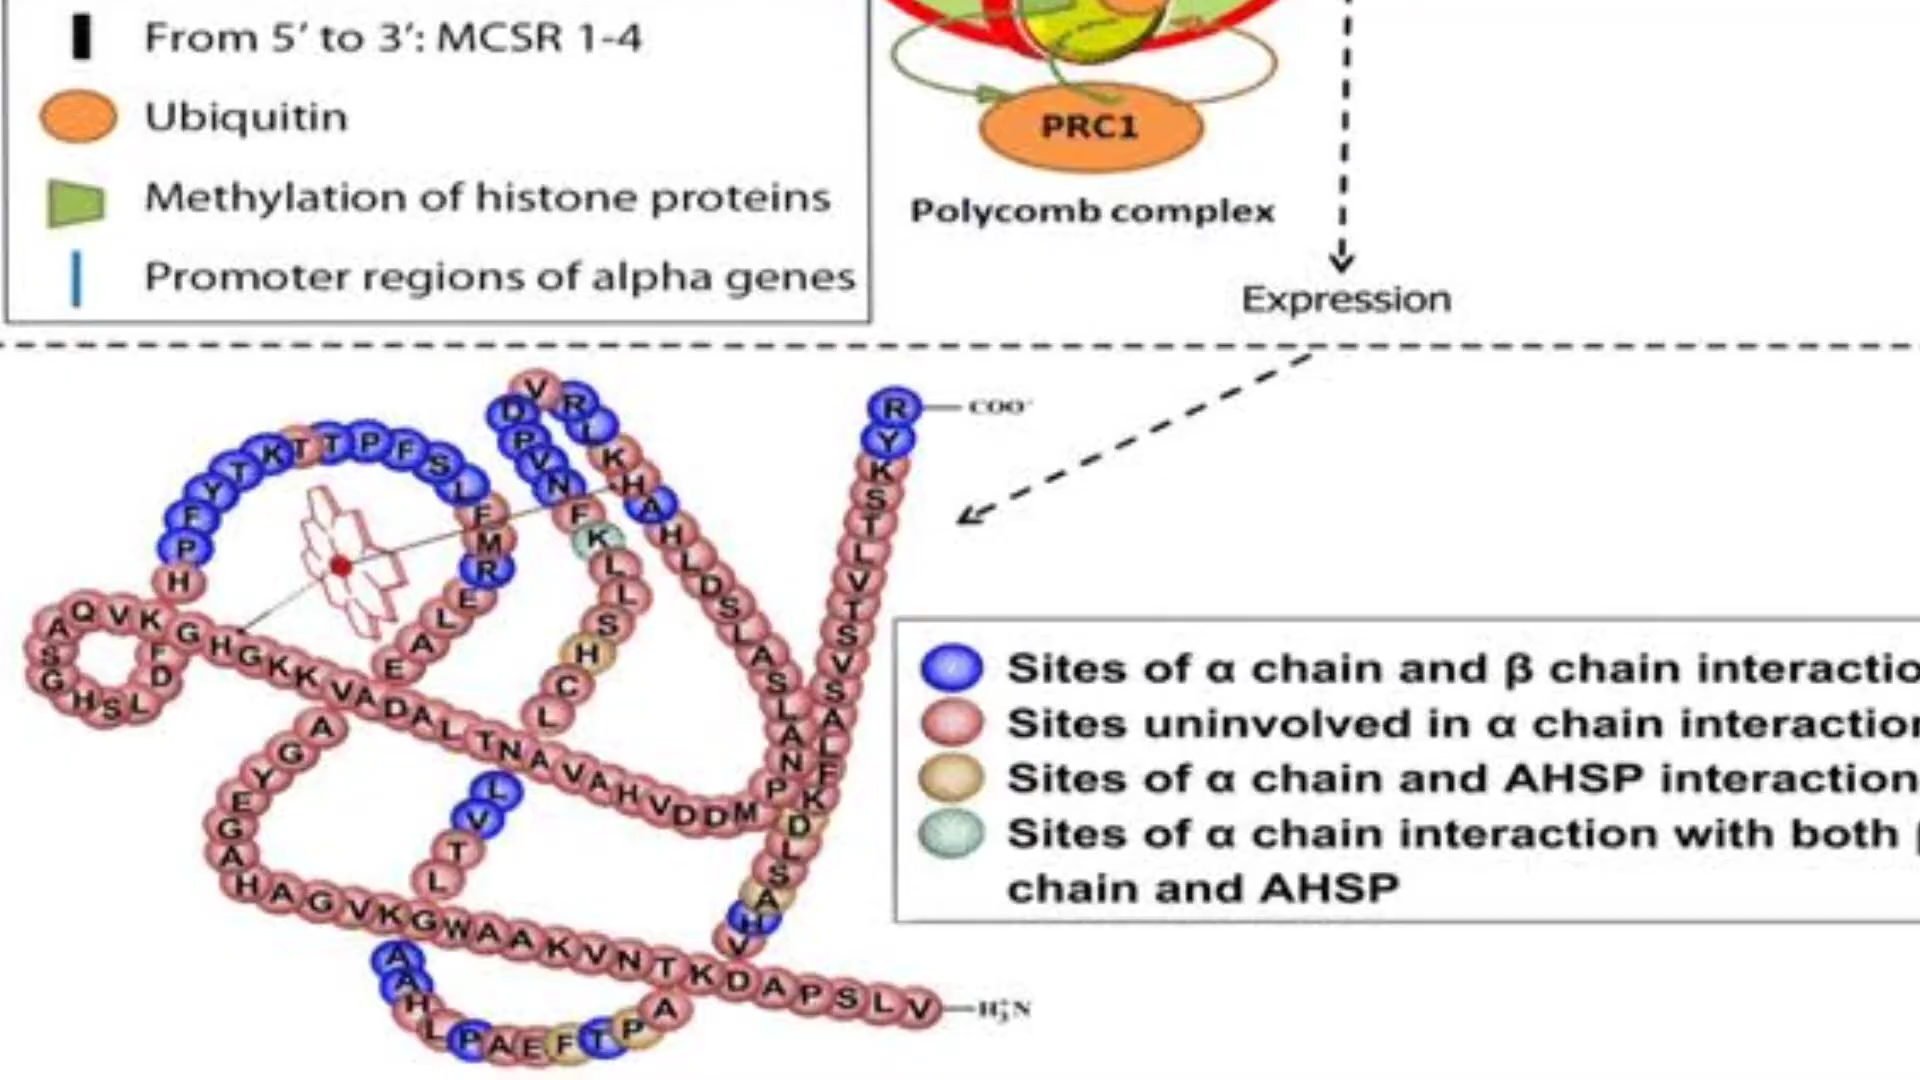 From 5′ to 3′: MCSR 1-4
Ubiquitin
Methylation of histone proteins
Promoter regions of alpha genes
PRC1
Polycomb complex
Expression
R COO-
Y
K
S
T
L
V
T
S
V
S
A
L
F
K
D
L
S
A
H
V
V
D R
P L
V K
N H
F A
K H
L L
L D
S S
H L
C A
L S
L
A
N
P
P F Y T K T T P F S L F M R E L A E
H
Q V K G H G K K V A D A L T N A V A H V D D M
A
S
G
H S L D F
A
G
Y
E
G
A
H A G V K G W A A K V N T K D A P S L V H₃⁺N
L
V
T
L
A
A
H
L P A E F T P A
Sites of α chain and β chain interactio
Sites uninvolved in α chain interaction
Sites of α chain and AHSP interaction
Sites of α chain interaction with both
chain and AHSP